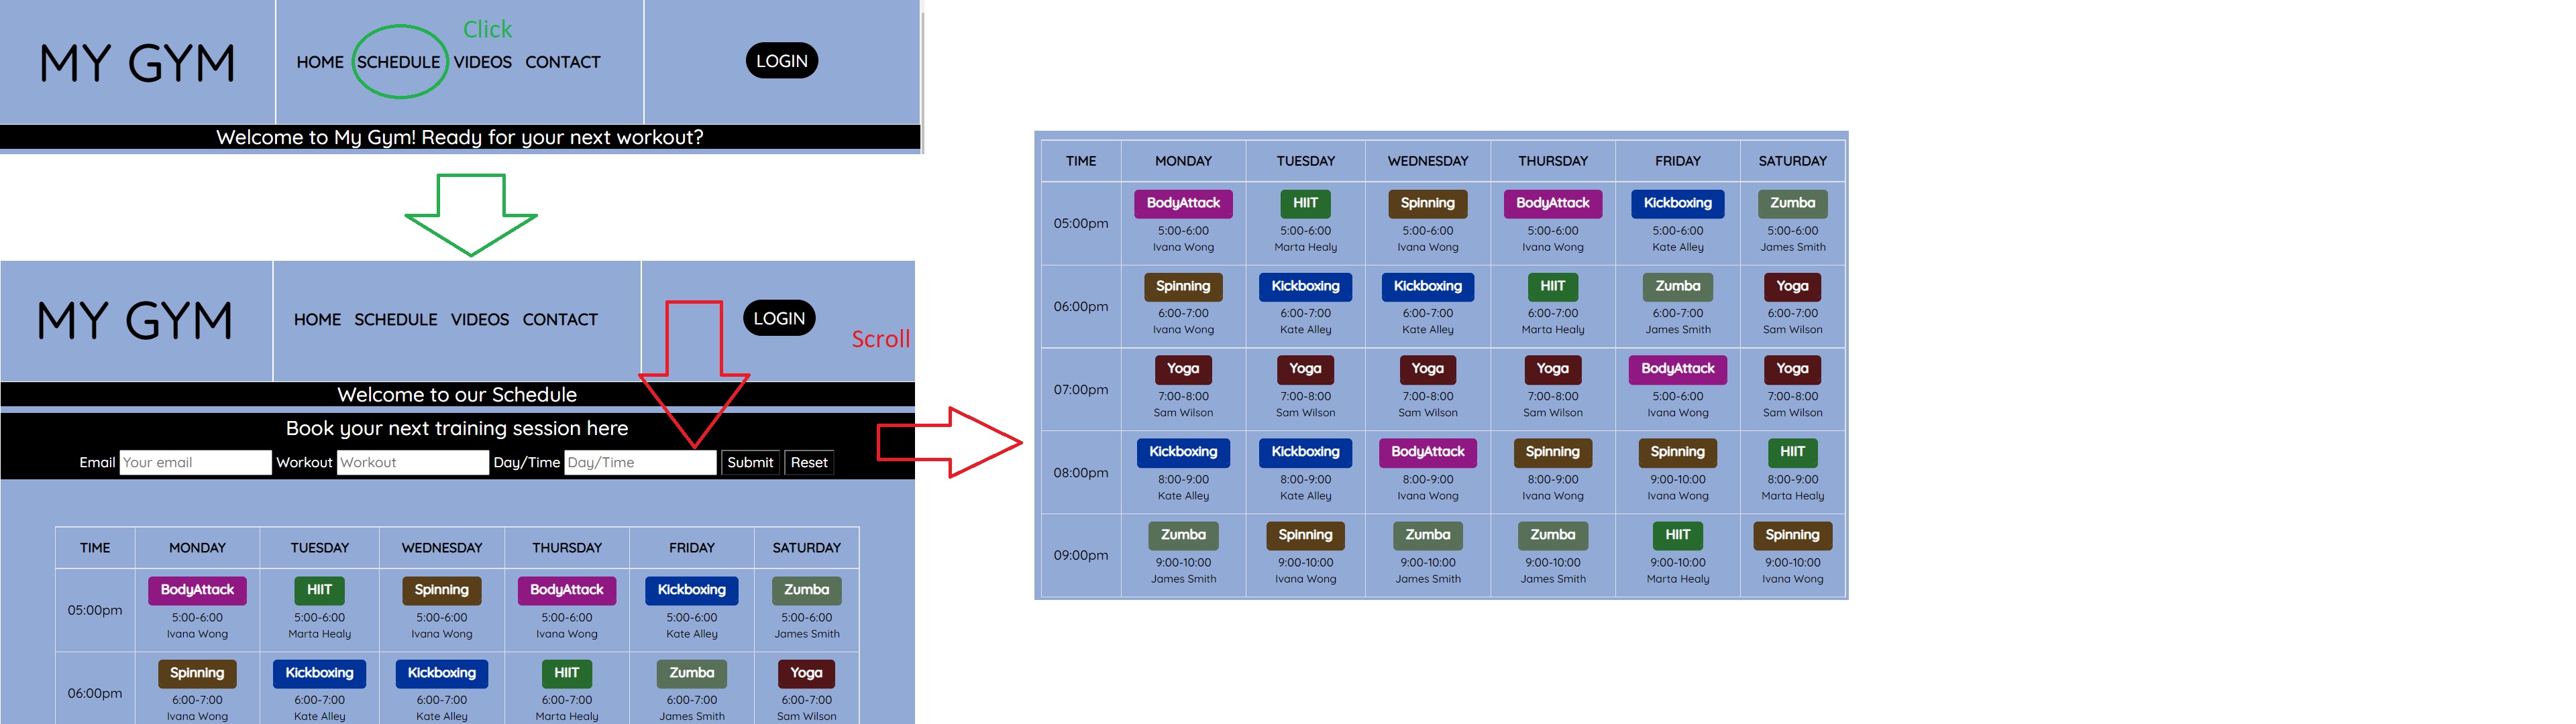 Click
MY GYM
HOME SCHEDULE VIDEOS CONTACT
LOGIN
Welcome to My Gym! Ready for your next workout?
MY GYM
HOME SCHEDULE VIDEOS CONTACT
LOGIN
Scroll
Welcome to our Schedule
Book your next training session here
Email Your email Workout Workout Day/Time Day/Time Submit Reset
TIME MONDAY TUESDAY WEDNESDAY THURSDAY FRIDAY SATURDAY
BodyAttack HIIT Spinning BodyAttack Kickboxing Zumba
05:00pm
5:00-6:00 5:00-6:00 5:00-6:00 5:00-6:00 5:00-6:00 5:00-6:00
Ivana Wong Marta Healy Ivana Wong Ivana Wong Kate Alley James Smith
Spinning Kickboxing Kickboxing HIIT Zumba Yoga
06:00pm
6:00-7:00 6:00-7:00 6:00-7:00 6:00-7:00 6:00-7:00 6:00-7:00
Ivana Wong Kate Alley Kate Alley Marta Healy James Smith Sam Wilson
TIME MONDAY TUESDAY WEDNESDAY THURSDAY FRIDAY SATURDAY
BodyAttack HIIT Spinning BodyAttack Kickboxing Zumba
05:00pm
5:00-6:00 5:00-6:00 5:00-6:00 5:00-6:00 5:00-6:00 5:00-6:00
Ivana Wong Marta Healy Ivana Wong Ivana Wong Kate Alley James Smith
Spinning Kickboxing Kickboxing HIIT Zumba Yoga
06:00pm
6:00-7:00 6:00-7:00 6:00-7:00 6:00-7:00 6:00-7:00 6:00-7:00
Ivana Wong Kate Alley Kate Alley Marta Healy James Smith Sam Wilson
Yoga Yoga Yoga Yoga BodyAttack Yoga
07:00pm
7:00-8:00 7:00-8:00 7:00-8:00 7:00-8:00 5:00-6:00 7:00-8:00
Sam Wilson Sam Wilson Sam Wilson Sam Wilson Ivana Wong Sam Wilson
Kickboxing Kickboxing BodyAttack Spinning Spinning HIIT
08:00pm
8:00-9:00 8:00-9:00 8:00-9:00 8:00-9:00 9:00-10:00 8:00-9:00
Kate Alley Kate Alley Ivana Wong Ivana Wong Ivana Wong Marta Healy
Zumba Spinning Zumba Zumba HIIT Spinning
09:00pm
9:00-10:00 9:00-10:00 9:00-10:00 9:00-10:00 9:00-10:00 9:00-10:00
James Smith Ivana Wong James Smith James Smith Marta Healy Ivana Wong